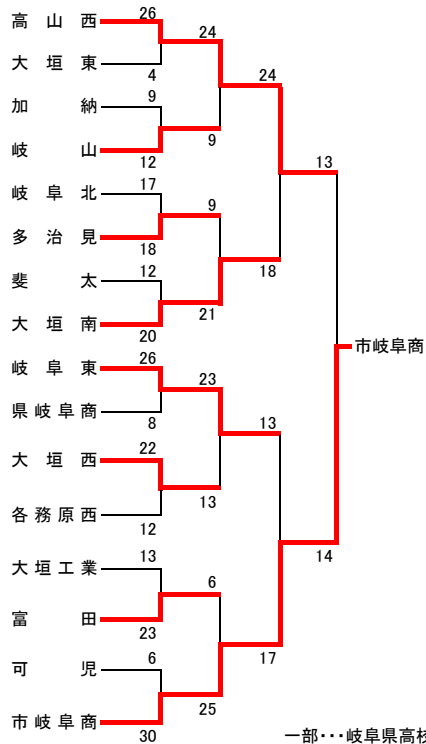 高山西 26
24
大垣東 4
24
加納 9
9
岐山 12
13
岐阜北 17
9
多治見 18
18
斐太 12
21
大垣南 20
市岐阜商
岐阜東 26
23
県岐阜商 8
13
大垣西 22
13
各務原西 12
14
大垣工業 13
6
富田 23
17
可児 6
25
市岐阜商 30
一部・・・岐阜県高